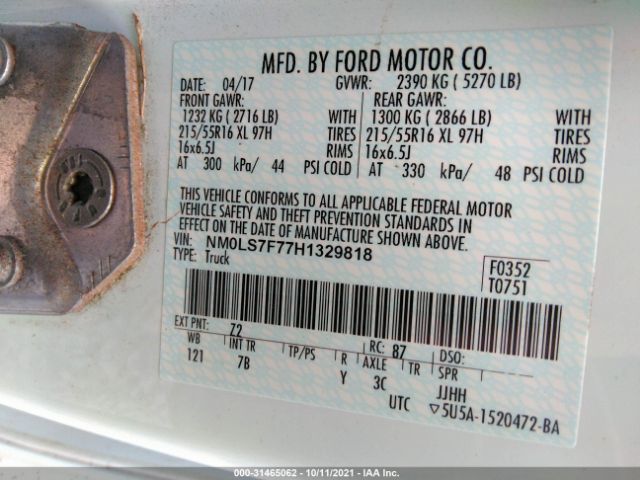 MFD. BY FORD MOTOR CO.
DATE: 04/17 GVWR: 2390 KG ( 5270 LB)
FRONT GAWR: REAR GAWR:
1232 KG ( 2716 LB) WITH 1300 KG ( 2866 LB) WITH
215/55R16 XL 97H TIRES 215/55R16 XL 97H TIRES
16x6.5J RIMS 16x6.5J RIMS
AT 300 kPa/ 44 PSI COLD AT 330 kPa/ 48 PSI COLD
THIS VEHICLE CONFORMS TO ALL APPLICABLE FEDERAL MOTOR
VEHICLE SAFETY AND THEFT PREVENTION STANDARDS IN
EFFECT ON THE DATE OF MANUFACTURE SHOWN ABOVE.
VIN: NM0LS7F77H1329818
TYPE: Truck
F0352
T0751
EXT PNT: 72 RC: 87 DSO:
WB INT TR TP/PS R AXLE TR SPR
121 7B Y 3C JJHH
UTC ▽5U5A-1520472-BA
000-31465062 - 10/11/2021 - IAA Inc.